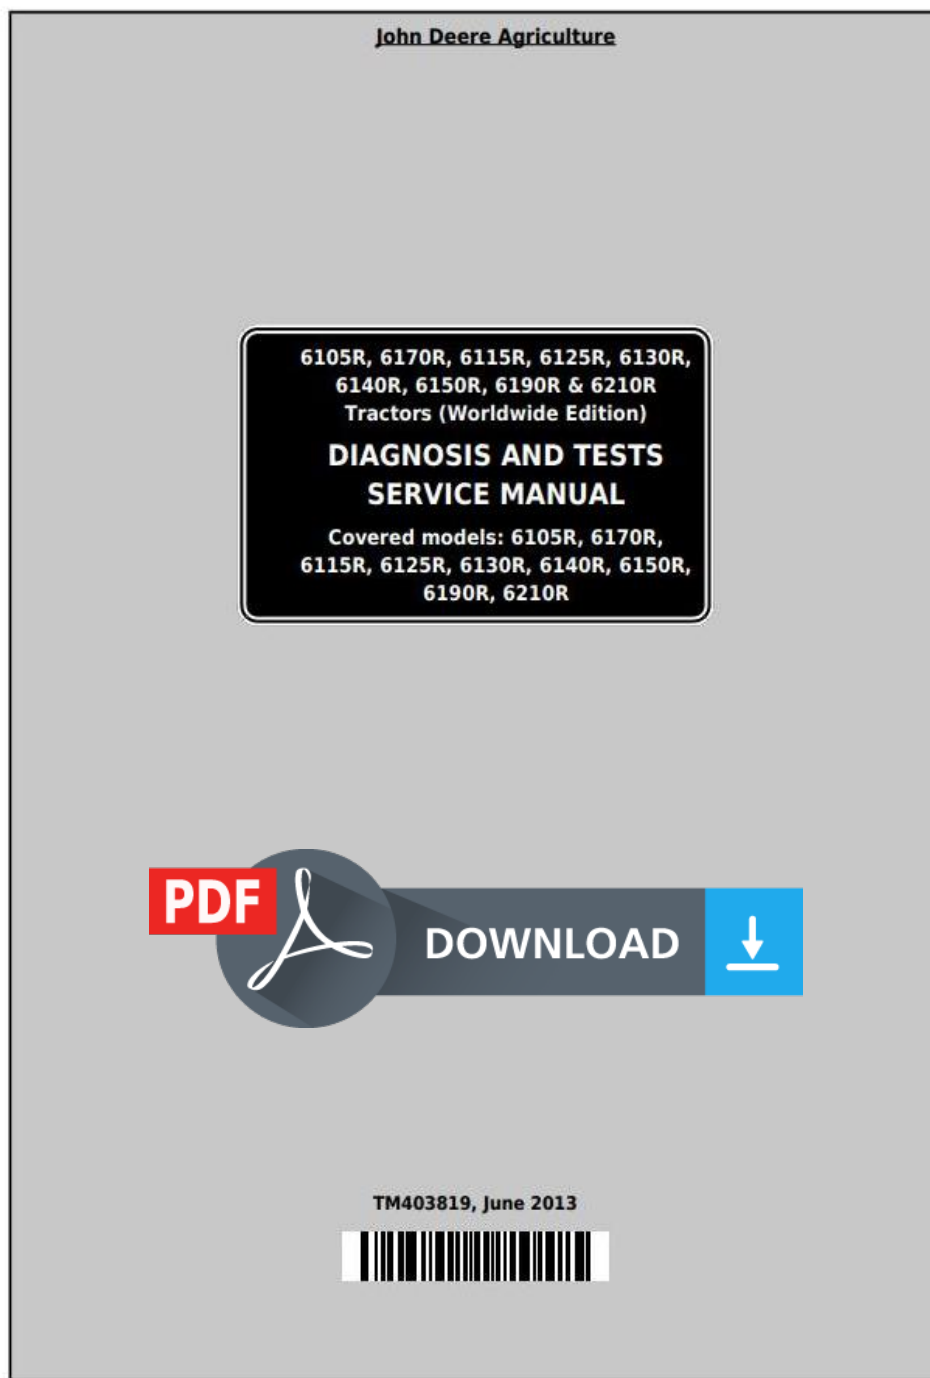 John Deere Agriculture
6105R, 6170R, 6115R, 6125R, 6130R,
6140R, 6150R, 6190R & 6210R
Tractors (Worldwide Edition)
DIAGNOSIS AND TESTS
SERVICE MANUAL
Covered models: 6105R, 6170R,
6115R, 6125R, 6130R, 6140R, 6150R,
6190R, 6210R
PDF
DOWNLOAD
TM403819, June 2013